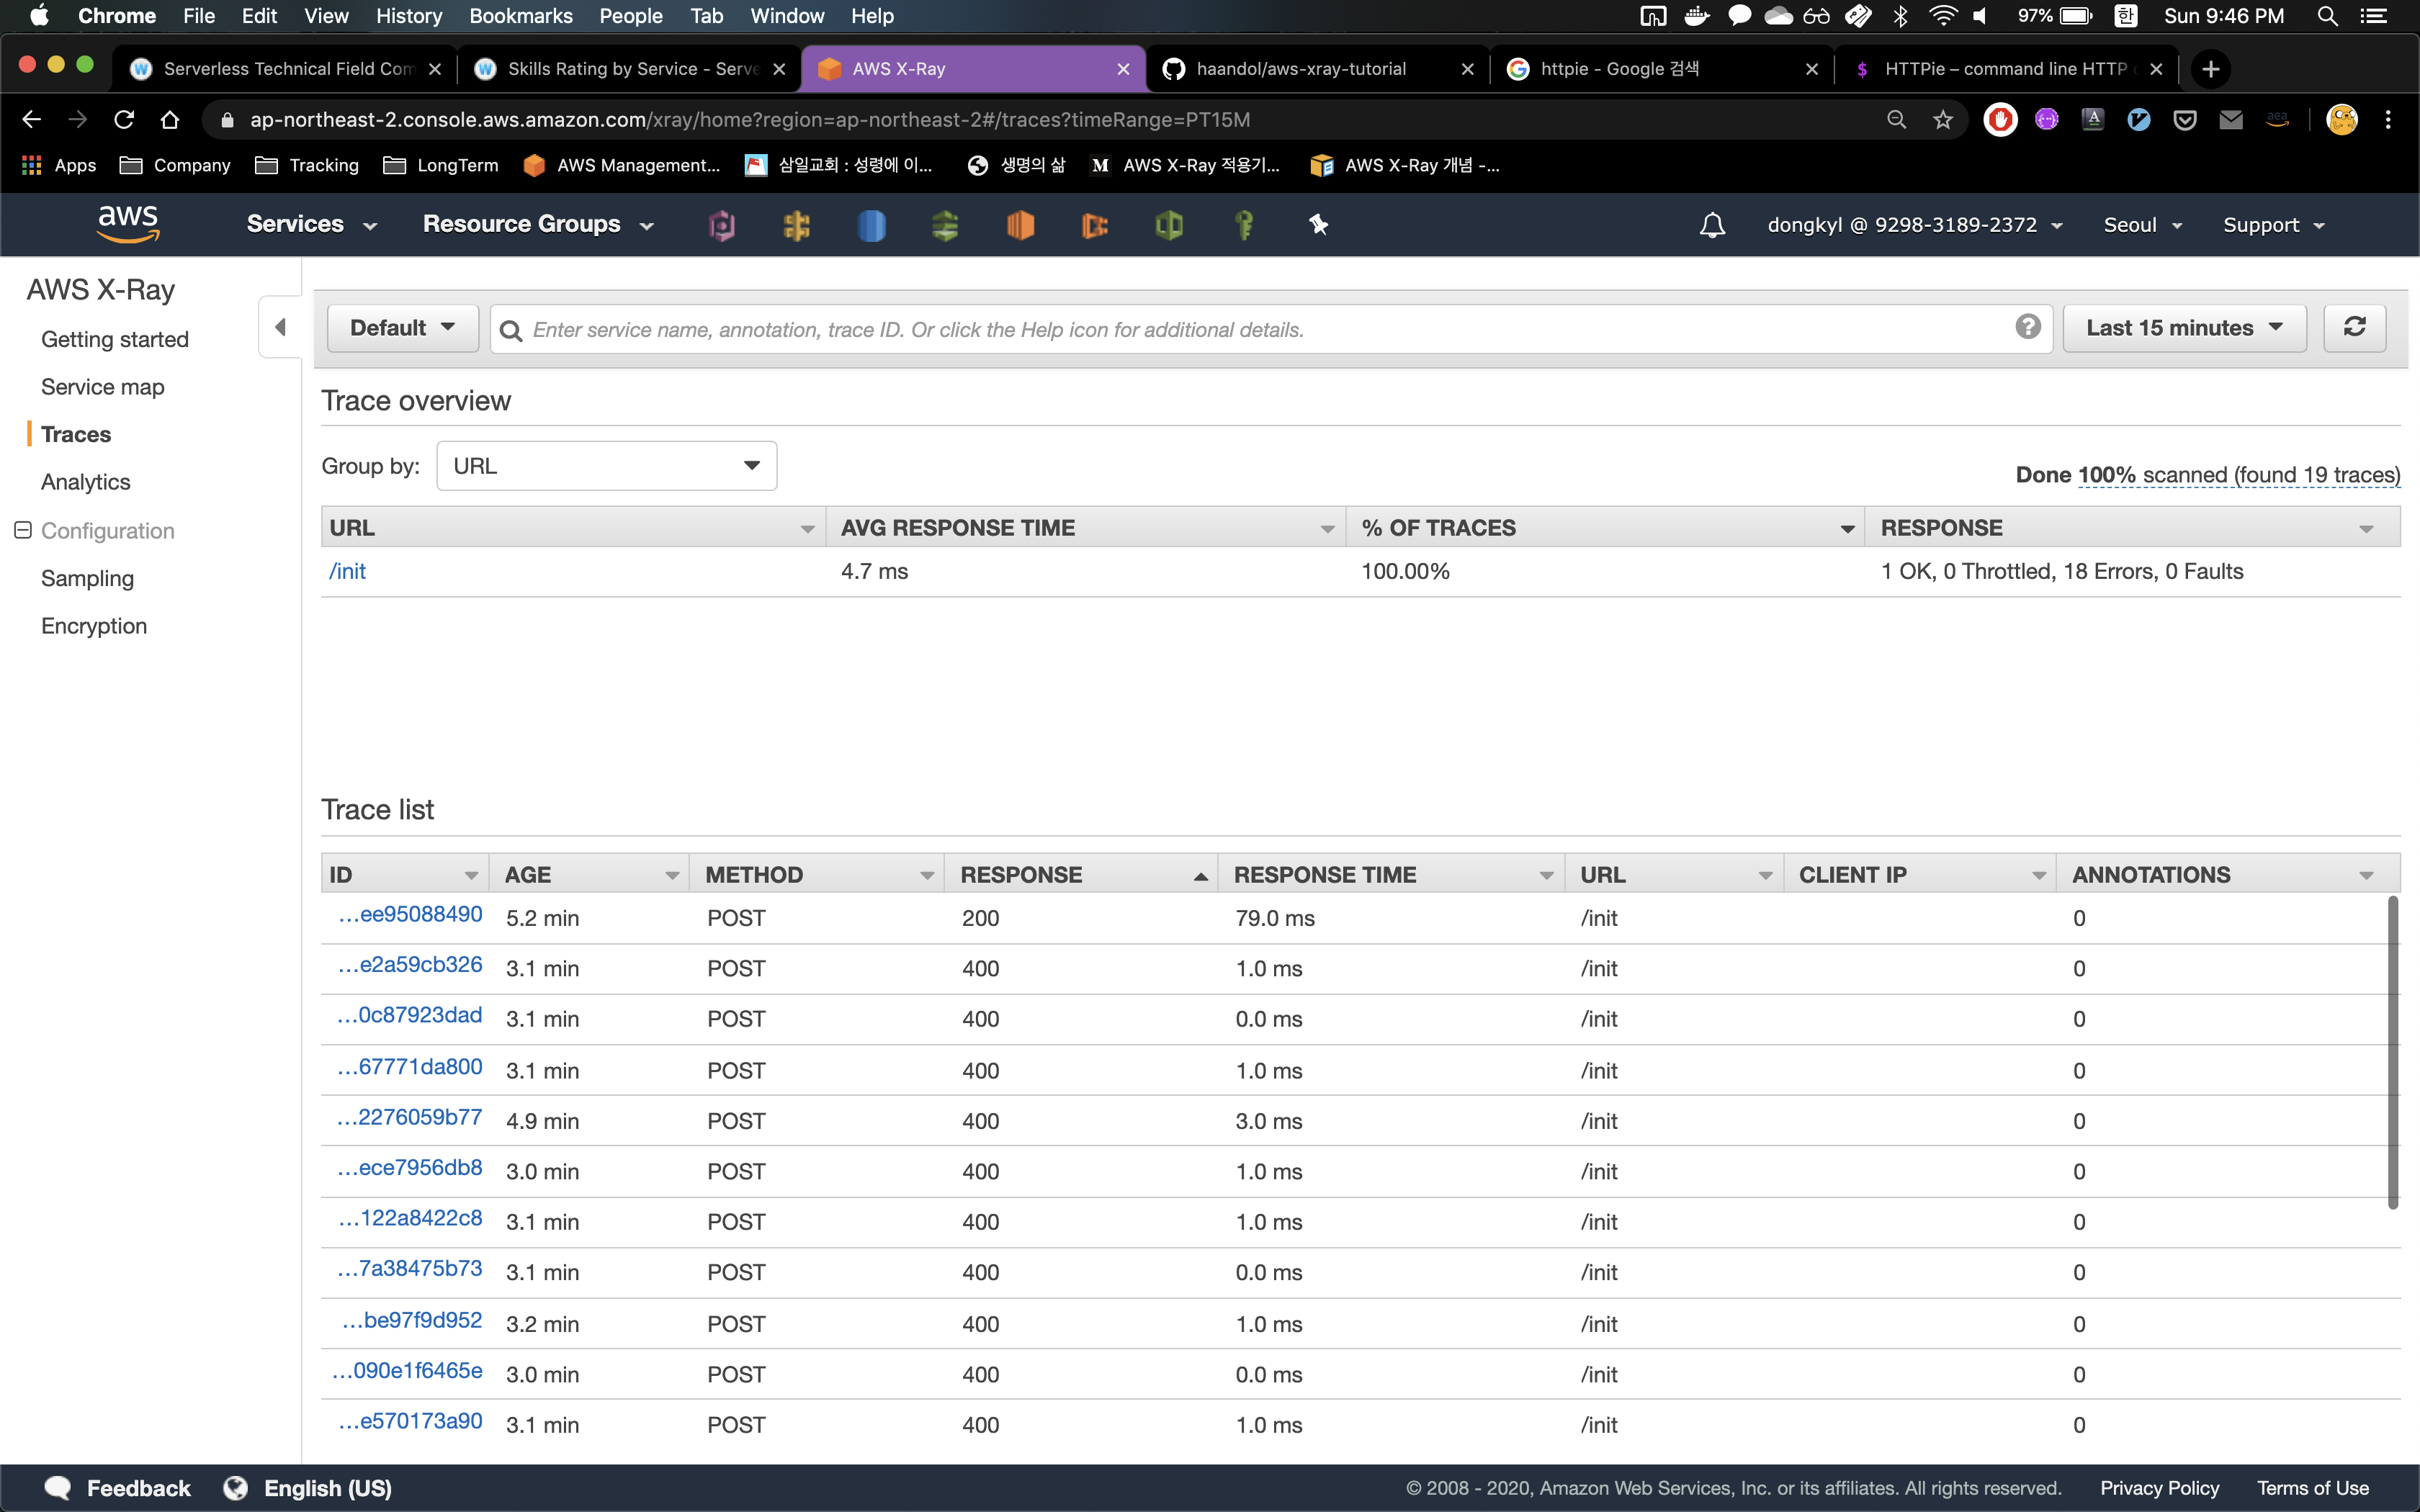 Chrome File Edit View History Bookmarks People Tab Window Help 97% 한 Sun 9:46 PM
Serverless Technical Field Com Skills Rating by Service - Serve AWS X-Ray haandol/aws-xray-tutorial httpie - Google 검색 $ HTTPie – command line HTTP
ap-northeast-2.console.aws.amazon.com/xray/home?region=ap-northeast-2#/traces?timeRange=PT15M
Apps Company Tracking LongTerm AWS Management... 삼일교회 : 성령에 이... 생명의 삶 M AWS X-Ray 적용기... AWS X-Ray 개념 -...
aws Services Resource Groups dongkyl @ 9298-3189-2372 Seoul Support
AWS X-Ray
Getting started
Service map
Traces
Analytics
Configuration
Sampling
Encryption
Default Enter service name, annotation, trace ID. Or click the Help icon for additional details. ? Last 15 minutes
Trace overview
Group by: URL
Done 100% scanned (found 19 traces)
URL AVG RESPONSE TIME % OF TRACES RESPONSE
/init 4.7 ms 100.00% 1 OK, 0 Throttled, 18 Errors, 0 Faults
Trace list
ID AGE METHOD RESPONSE RESPONSE TIME URL CLIENT IP ANNOTATIONS
...ee95088490 5.2 min POST 200 79.0 ms /init 0
...e2a59cb326 3.1 min POST 400 1.0 ms /init 0
...0c87923dad 3.1 min POST 400 0.0 ms /init 0
...67771da800 3.1 min POST 400 1.0 ms /init 0
...2276059b77 4.9 min POST 400 3.0 ms /init 0
...ece7956db8 3.0 min POST 400 1.0 ms /init 0
...122a8422c8 3.1 min POST 400 1.0 ms /init 0
...7a38475b73 3.1 min POST 400 0.0 ms /init 0
...be97f9d952 3.2 min POST 400 1.0 ms /init 0
...090e1f6465e 3.0 min POST 400 0.0 ms /init 0
...e570173a90 3.1 min POST 400 1.0 ms /init 0
Feedback English (US) © 2008 - 2020, Amazon Web Services, Inc. or its affiliates. All rights reserved. Privacy Policy Terms of Use